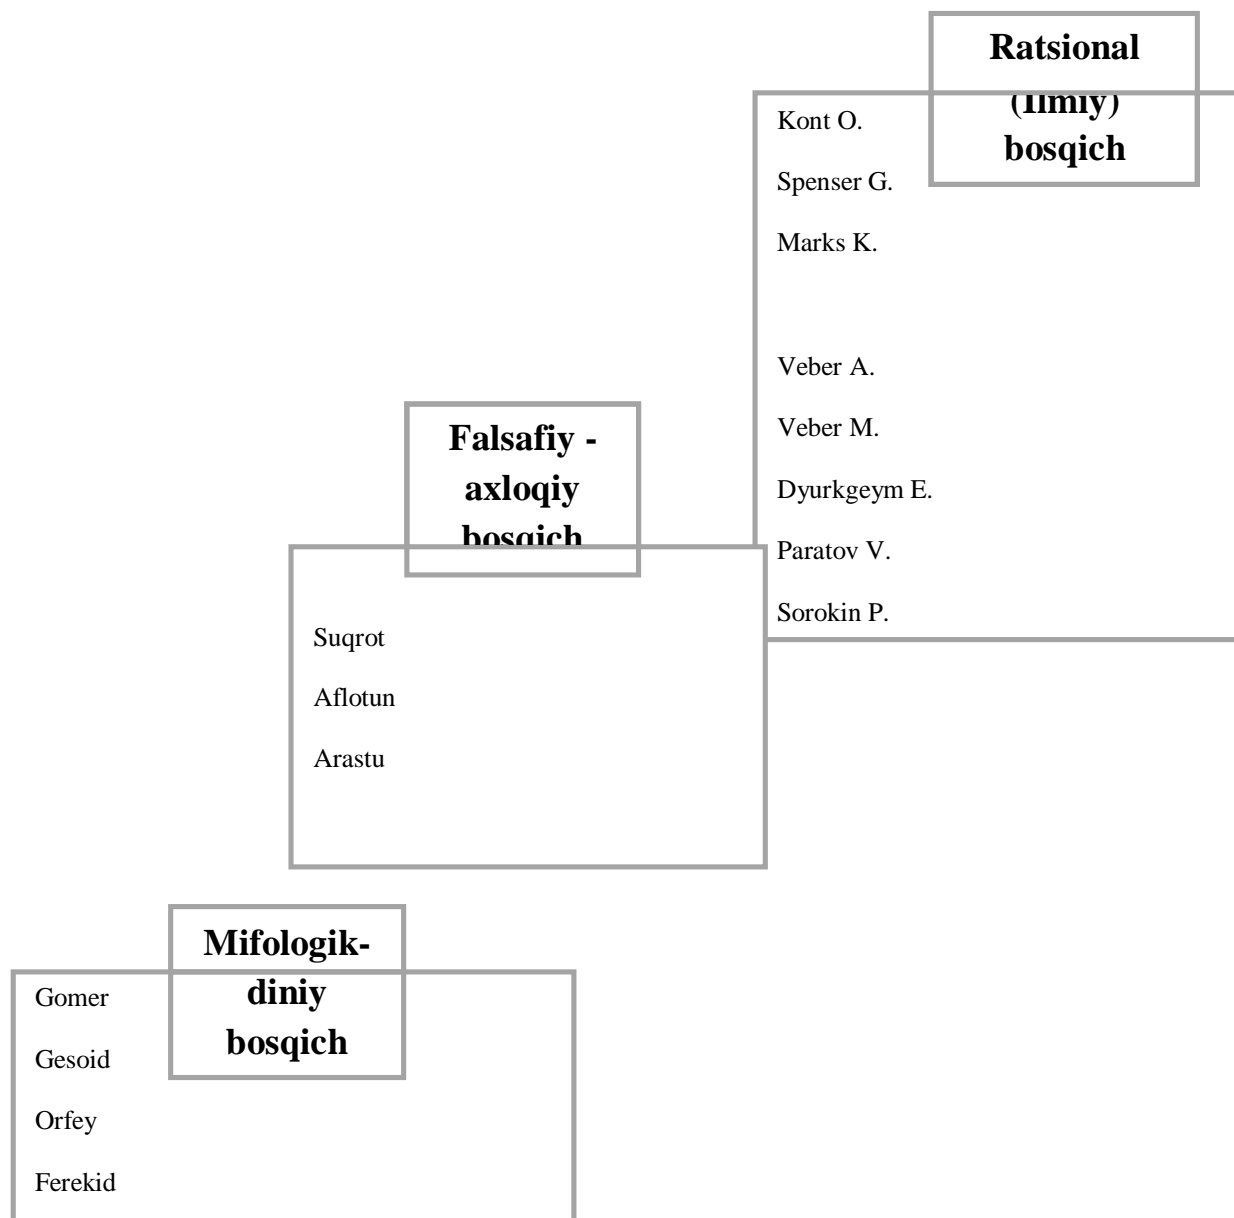 Ratsional
(Ilmiy)
bosqich
Kont O.
Spenser G.
Marks K.
Veber A.
Veber M.
Dyurkgeym E.
Paratov V.
Sorokin P.
Falsafiy -
axloqiy
bosqich
Suqrot
Aflotun
Arastu
Mifologik-
diniy
bosqich
Gomer
Gesoid
Orfey
Ferekid